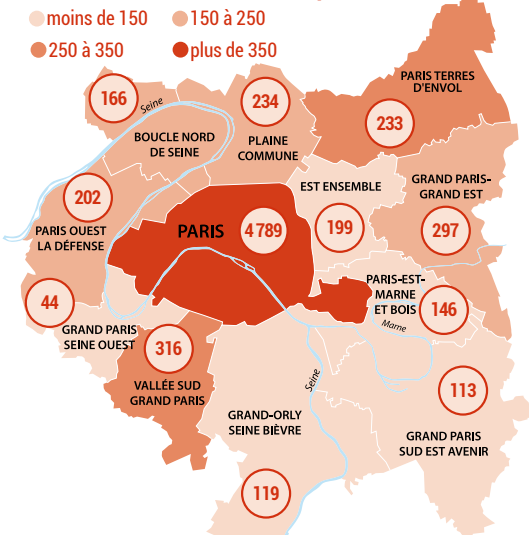 moins de 150
150 à 250
250 à 350
plus de 350
PARIS TERRES
D'ENVOL
233
166
Seine
BOUCLE NORD
DE SEINE
234
PLAINE
COMMUNE
EST ENSEMBLE
199
GRAND PARIS-
GRAND EST
297
202
PARIS OUEST
LA DÉFENSE
PARIS
4 789
PARIS-EST-
MARNE
ET BOIS
146
Marne
44
GRAND PARIS
SEINE OUEST
316
VALLÉE SUD
GRAND PARIS
Seine
GRAND-ORLY
SEINE BIÈVRE
119
113
GRAND PARIS
SUD EST AVENIR